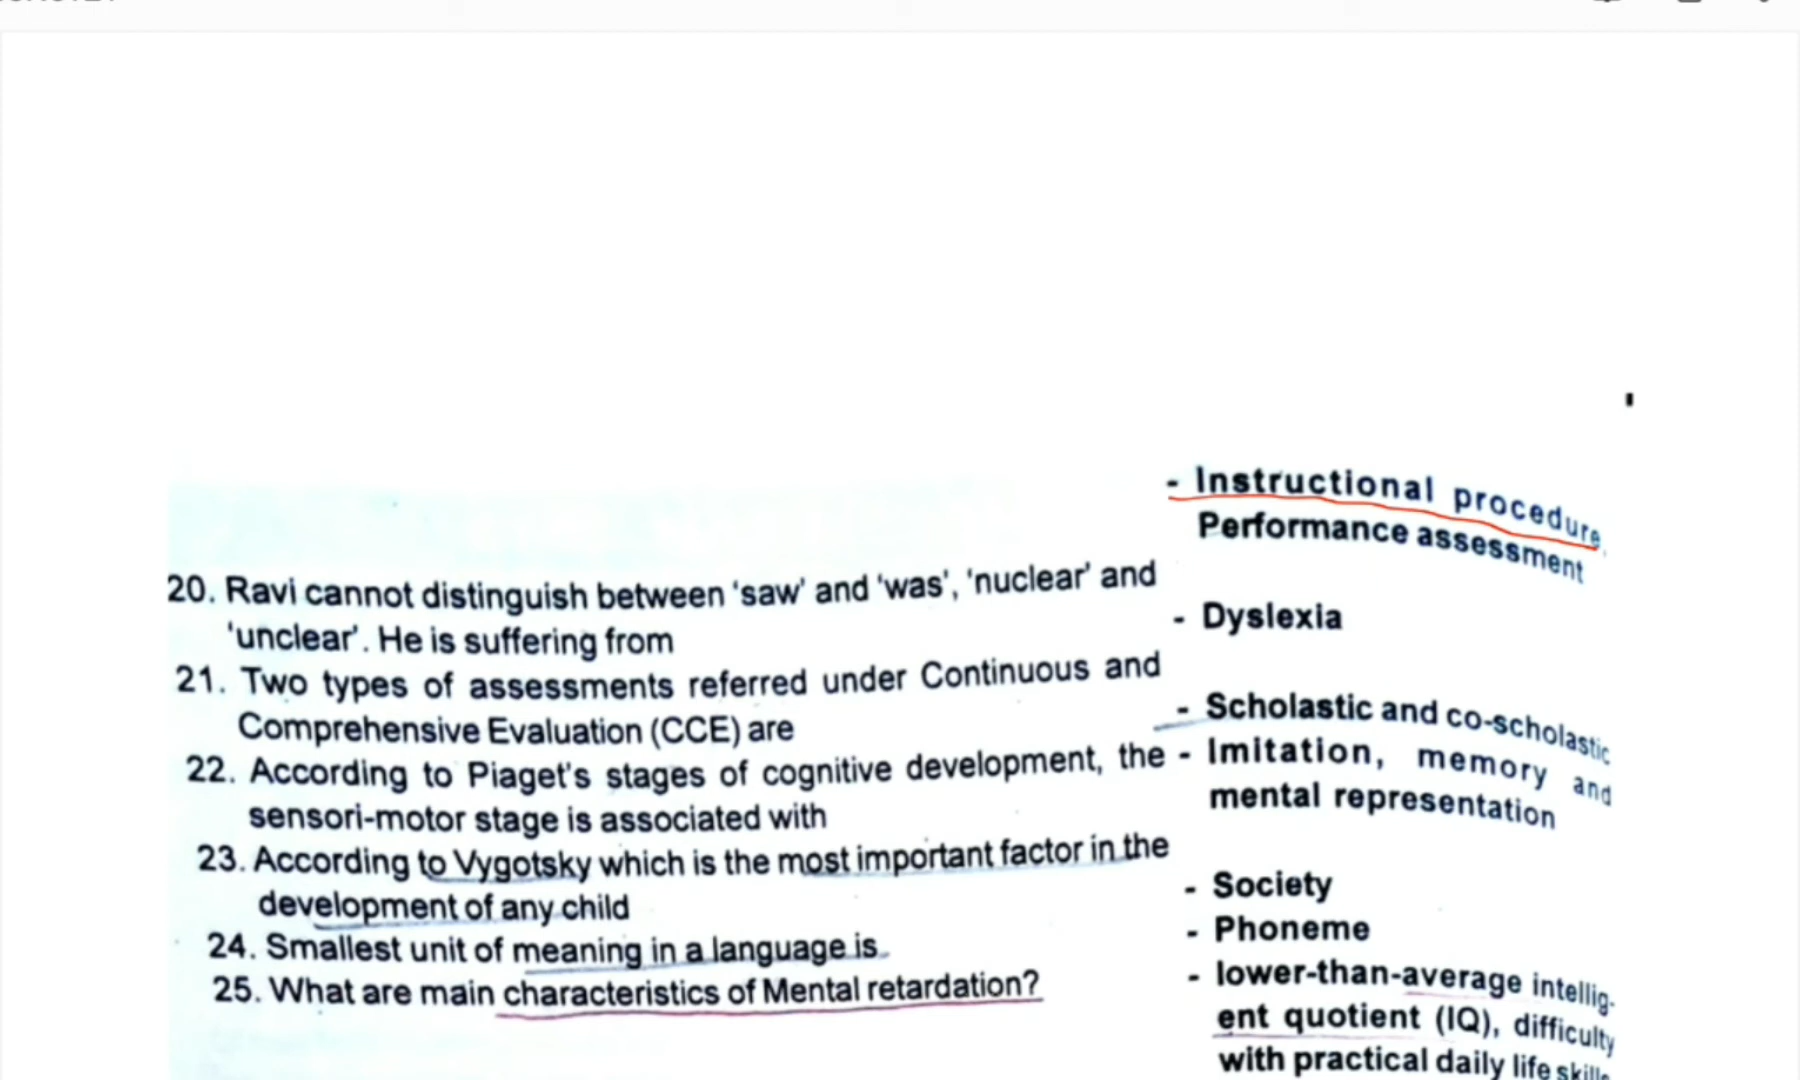 - Instructional procedure,
Performance assessment
20. Ravi cannot distinguish between 'saw' and 'was', 'nuclear' and
'unclear'. He is suffering from
- Dyslexia
21. Two types of assessments referred under Continuous and
Comprehensive Evaluation (CCE) are
- Scholastic and co-scholastic
22. According to Piaget's stages of cognitive development, the
sensori-motor stage is associated with
- Imitation, memory and
mental representation
23. According to Vygotsky which is the most important factor in the
development of any child
- Society
24. Smallest unit of meaning in a language is
- Phoneme
25. What are main characteristics of Mental retardation?
- lower-than-average intellig-
ent quotient (IQ), difficulty
with practical daily life skills